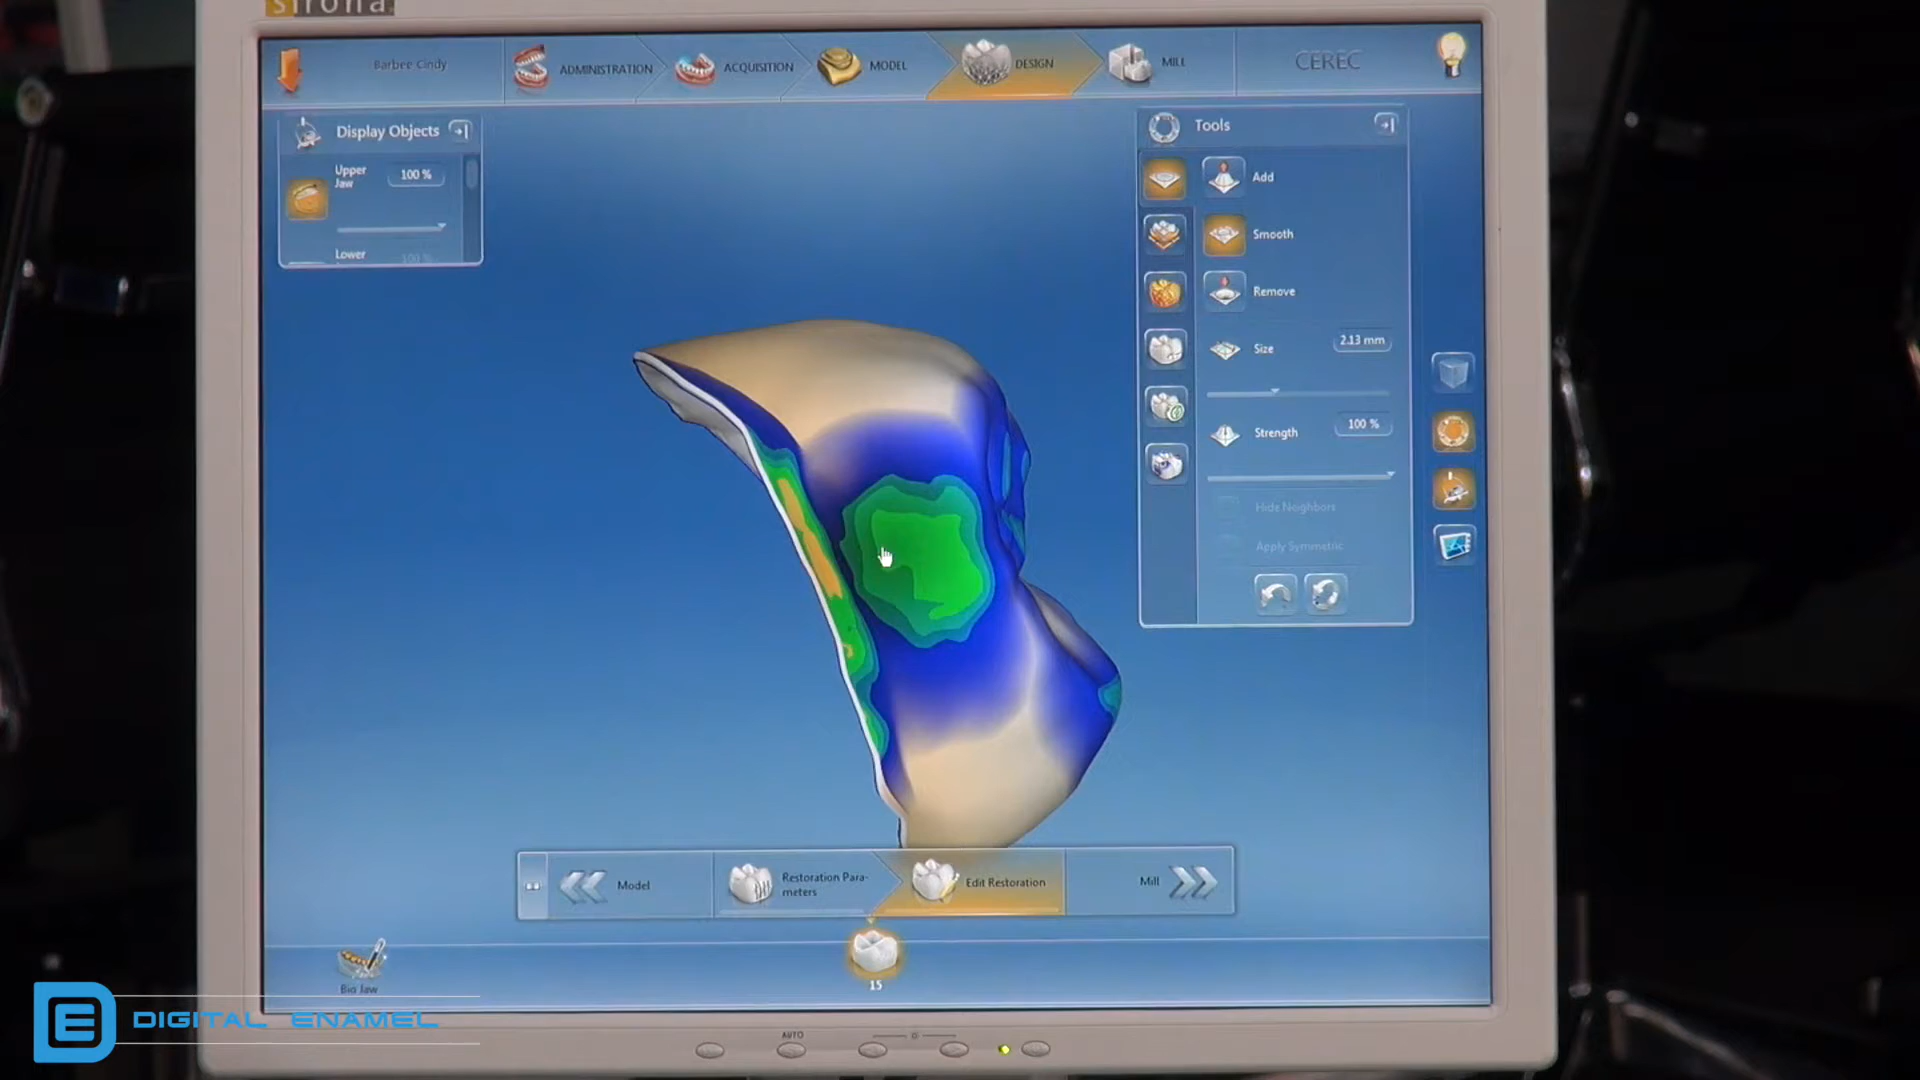 sirona.
Barbee Cindy
ADMINISTRATION
ACQUISITION
MODEL
DESIGN
MILL
CEREC
Display Objects
Upper
Jaw
100 %
Lower
100 %
Tools
Add
Smooth
Remove
Size
2.13 mm
Strength
100 %
Hide Neighbors
Apply Symmetric
Model
Restoration Para-
meters
Edit Restoration
Mill
Bio Jaw
15
DIGITAL ENAMEL
AUTO